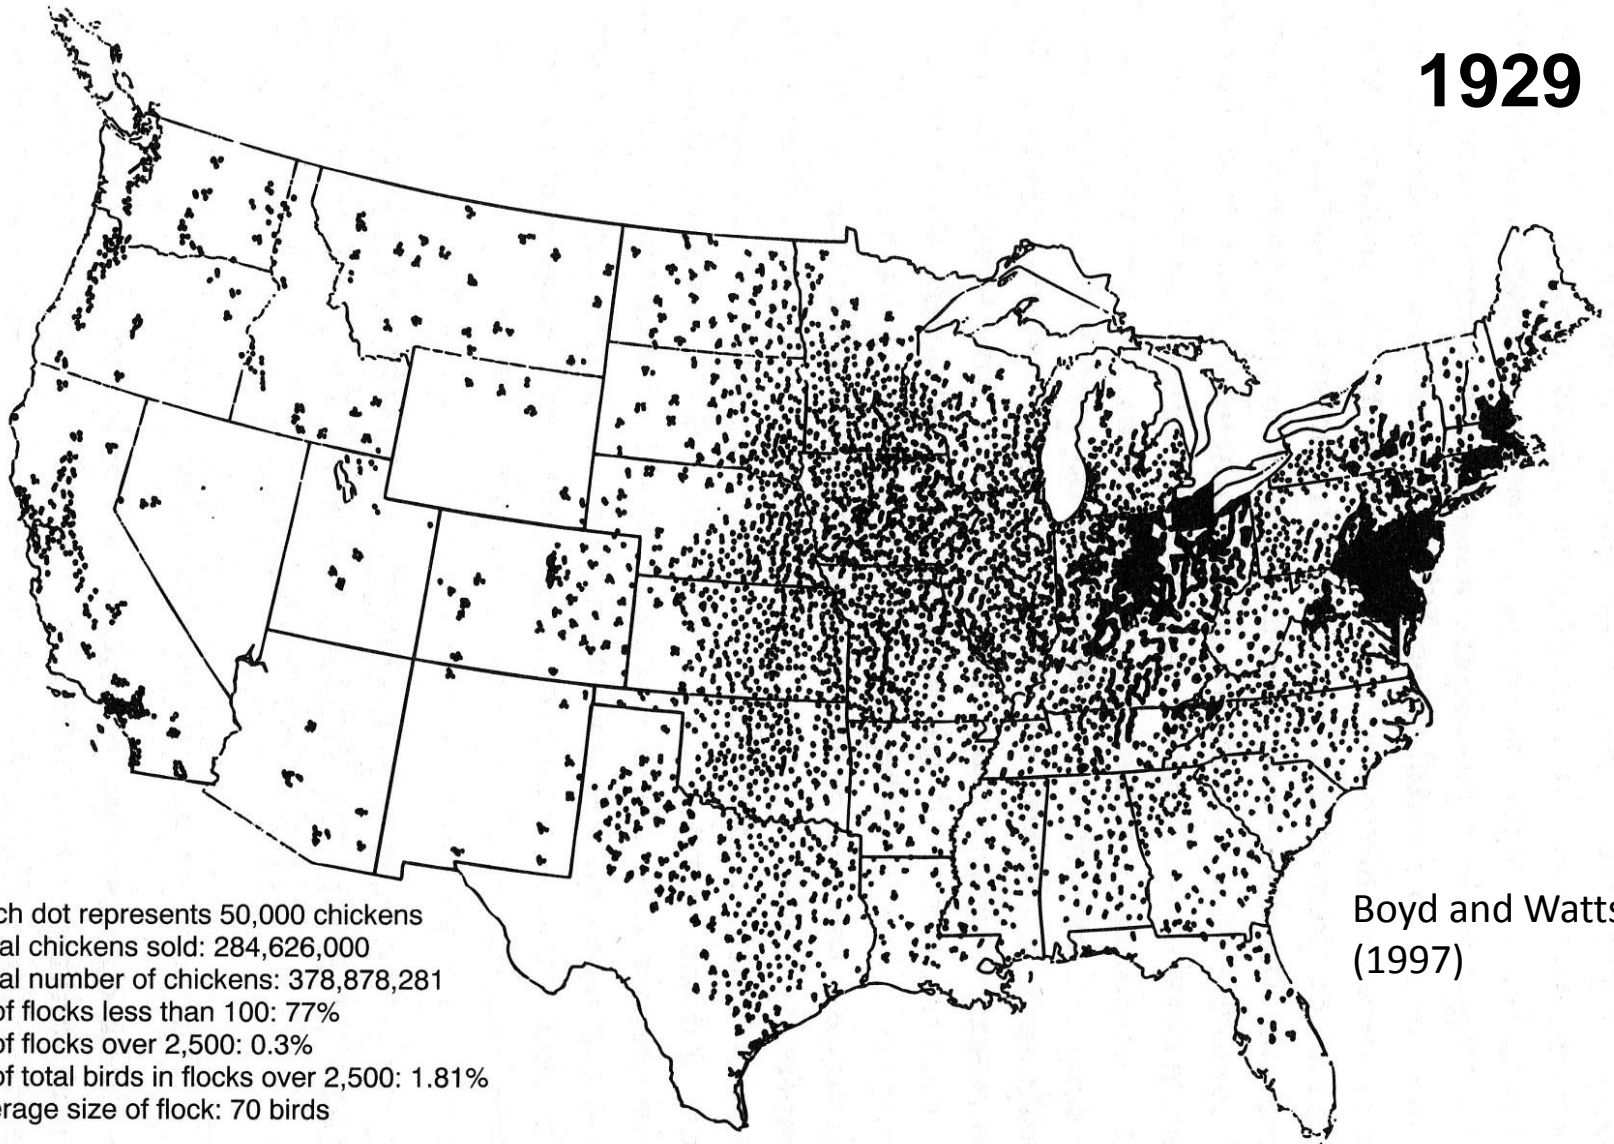 1929
ch dot represents 50,000 chickens
al chickens sold: 284,626,000
al number of chickens: 378,878,281
of flocks less than 100: 77%
of flocks over 2,500: 0.3%
of total birds in flocks over 2,500: 1.81%
erage size of flock: 70 birds
Boyd and Watts
(1997)